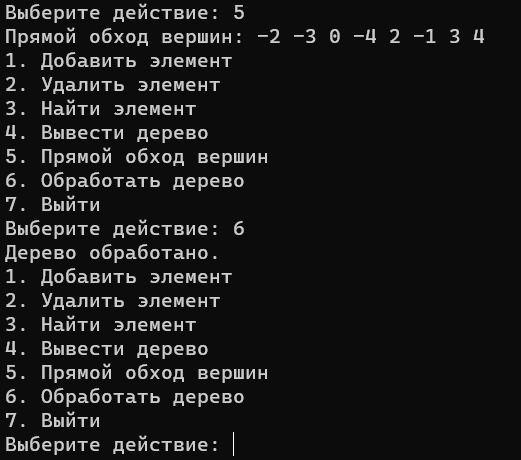 Выберите действие: 5
Прямой обход вершин: -2 -3 0 -4 2 -1 3 4
1. Добавить элемент
2. Удалить элемент
3. Найти элемент
4. Вывести дерево
5. Прямой обход вершин
6. Обработать дерево
7. Выйти
Выберите действие: 6
Дерево обработано.
1. Добавить элемент
2. Удалить элемент
3. Найти элемент
4. Вывести дерево
5. Прямой обход вершин
6. Обработать дерево
7. Выйти
Выберите действие: